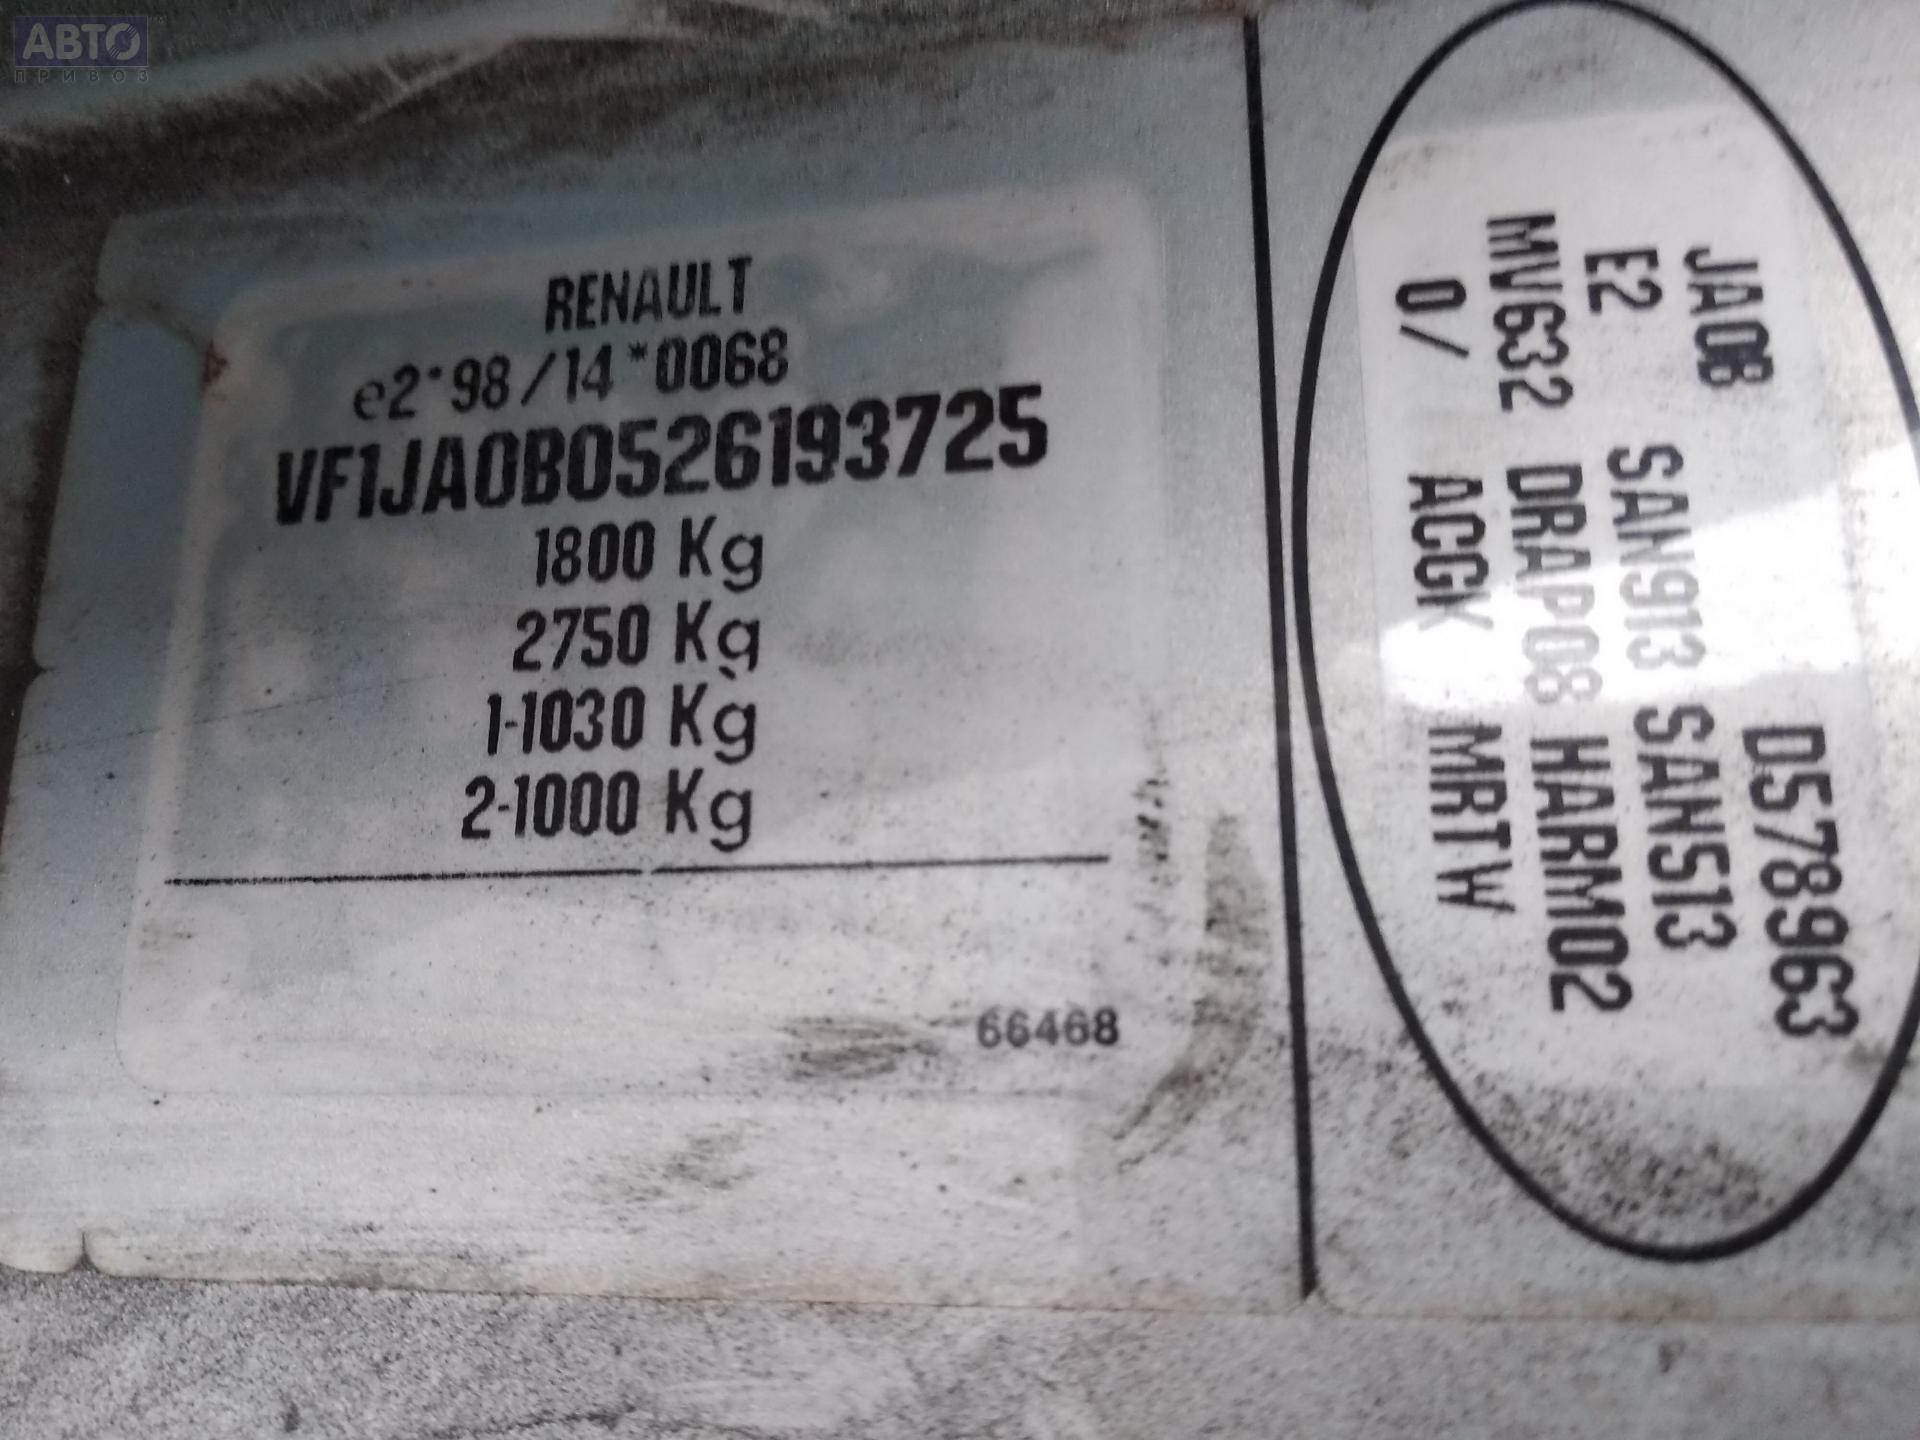 АВТО
ПРИВОЗ
RENAULT
e2*98/14*0068
VF1JA0B0526193725
1800 Kg
2750 Kg
1-1030 Kg
2-1000 Kg
66468
JA0B D578963
E2 SAN913 SAN513
MV632 DRAP08 HARM02
0/ ACGK MRTW